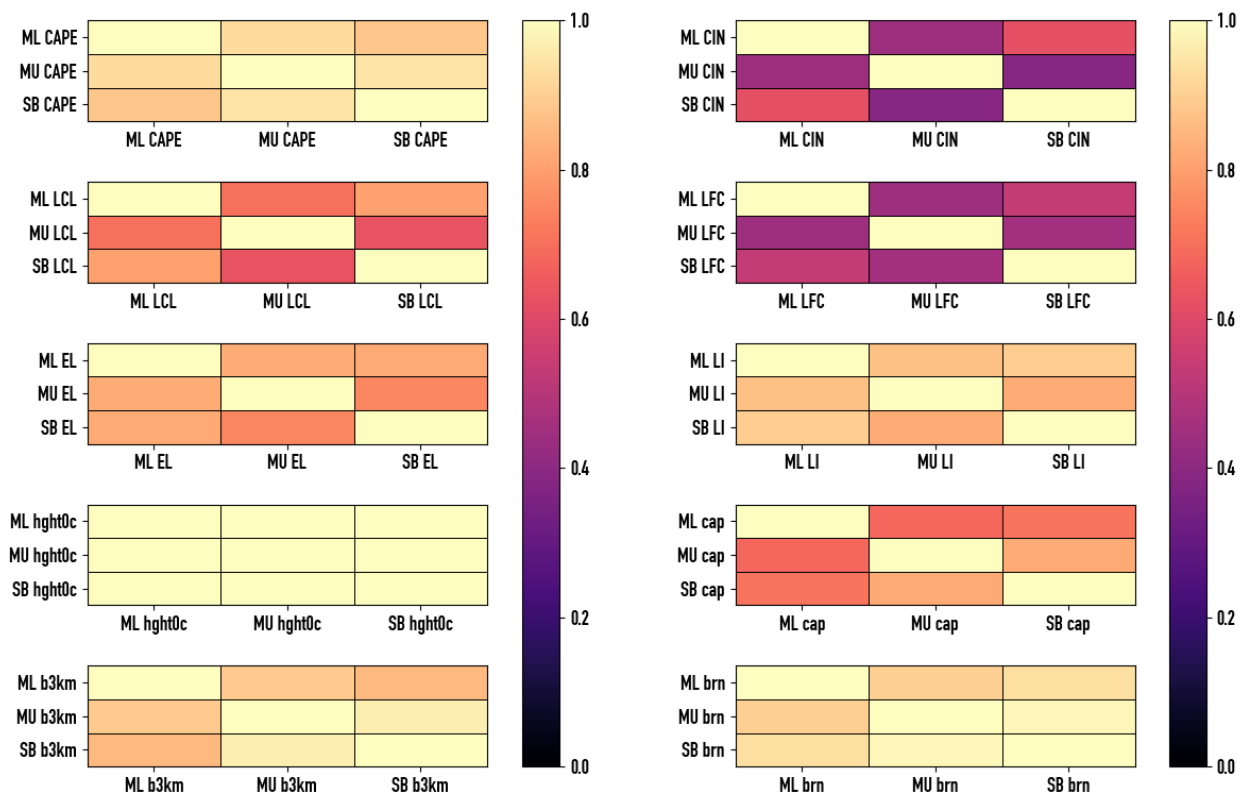 ML CAPE
MU CAPE
SB CAPE
ML CAPE MU CAPE SB CAPE
ML LCL
MU LCL
SB LCL
ML LCL MU LCL SB LCL
ML EL
MU EL
SB EL
ML EL MU EL SB EL
ML hght0c
MU hght0c
SB hght0c
ML hght0c MU hght0c SB hght0c
ML b3km
MU b3km
SB b3km
ML b3km MU b3km SB b3km
1.0
0.8
0.6
0.4
0.2
0.0
ML CIN
MU CIN
SB CIN
ML CIN MU CIN SB CIN
ML LFC
MU LFC
SB LFC
ML LFC MU LFC SB LFC
ML LI
MU LI
SB LI
ML LI MU LI SB LI
ML cap
MU cap
SB cap
ML cap MU cap SB cap
ML brn
MU brn
SB brn
ML brn MU brn SB brn
1.0
0.8
0.6
0.4
0.2
0.0